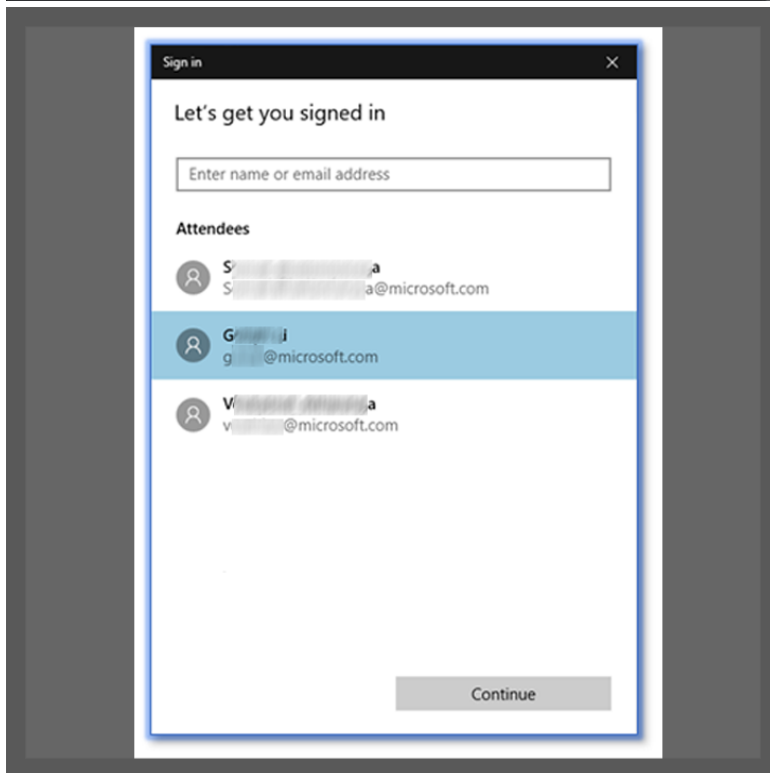 Sign in
Let's get you signed in
Enter name or email address
Attendees
a@microsoft.com
@microsoft.com
@microsoft.com
Continue